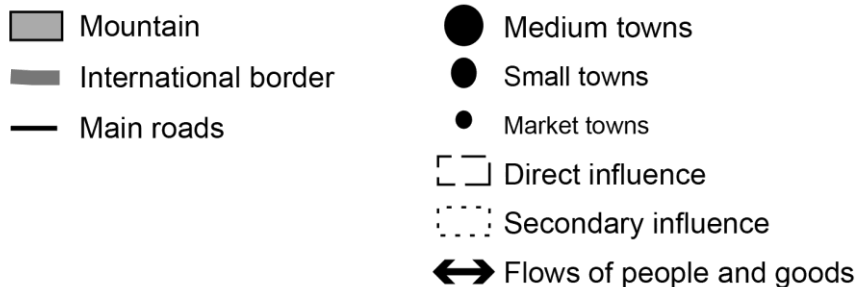 Mountain
International border
Main roads
Medium towns
Small towns
Market towns
Direct influence
Secondary influence
Flows of people and goods